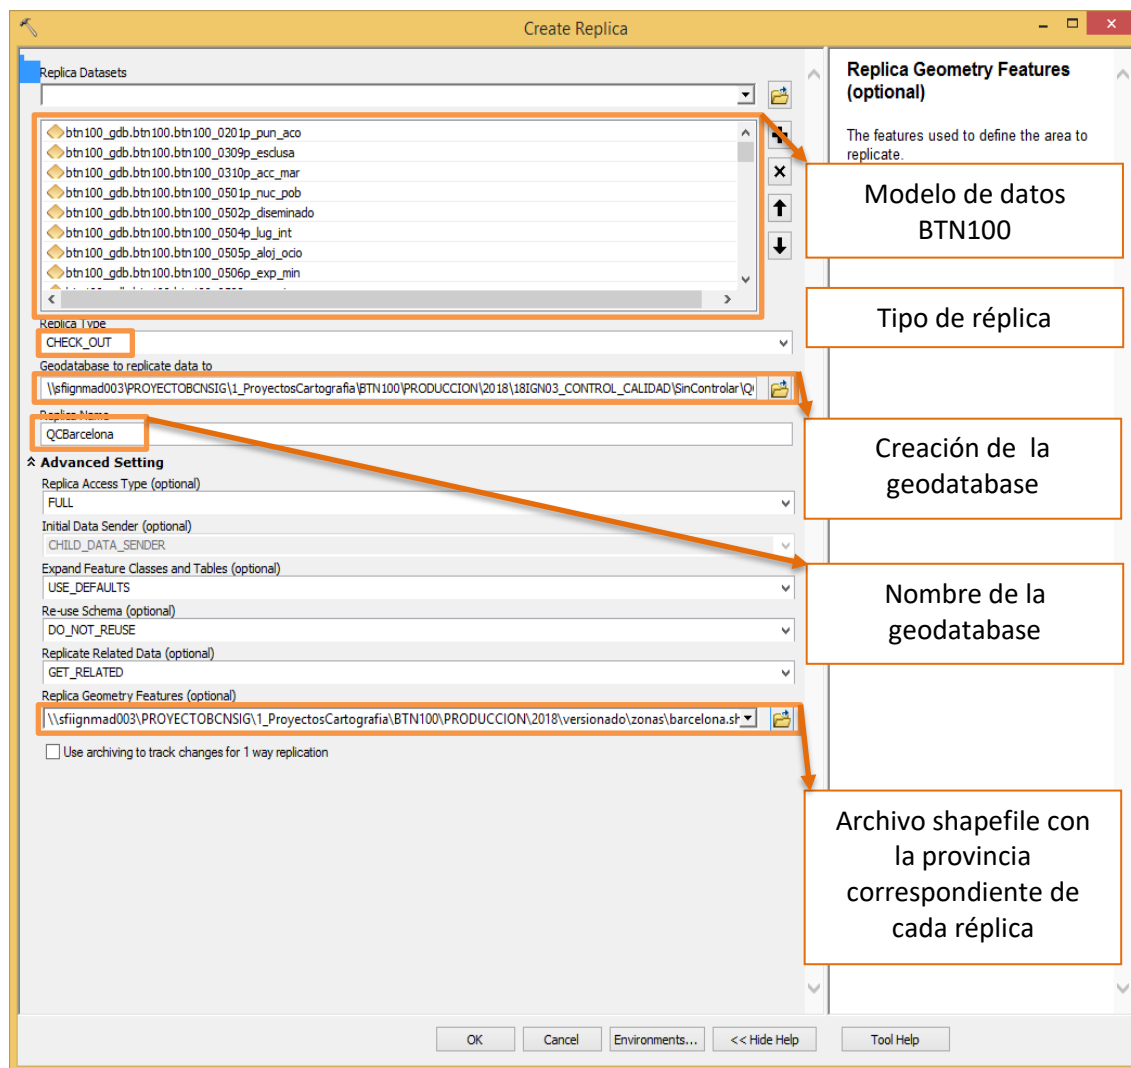 Create Replica
Replica Datasets
btn100_gdb.btn100.btn100_0201p_pun_aco
btn100_gdb.btn100.btn100_0309p_esclusa
btn100_gdb.btn100.btn100_0310p_acc_mar
btn100_gdb.btn100.btn100_0501p_nuc_pob
btn100_gdb.btn100.btn100_0502p_diseminado
btn100_gdb.btn100.btn100_0504p_lug_int
btn100_gdb.btn100.btn100_0505p_aloj_ocio
btn100_gdb.btn100.btn100_0506p_exp_min
Replica Type
CHECK_OUT
Geodatabase to replicate data to
\\sfiignmad003\PROYECTOBCNSIG\1_ProyectosCartografia\BTN100\PRODUCCION\2018\18IGN03_CONTROL_CALIDAD\SinControlar\Q
Replica Name
QCBarcelona
Advanced Setting
Replica Access Type (optional)
FULL
Initial Data Sender (optional)
CHILD_DATA_SENDER
Expand Feature Classes and Tables (optional)
USE_DEFAULTS
Re-use Schema (optional)
DO_NOT_REUSE
Replicate Related Data (optional)
GET_RELATED
Replica Geometry Features (optional)
\\sfiignmad003\PROYECTOBCNSIG\1_ProyectosCartografia\BTN100\PRODUCCION\2018\versionado\zonas\barcelona.sh
Use archiving to track changes for 1 way replication
Replica Geometry Features
(optional)
The features used to define the area to
replicate.
Modelo de datos
BTN100
Tipo de réplica
Creación de la
geodatabase
Nombre de la
geodatabase
Archivo shapefile con
la provincia
correspondiente de
cada réplica
OK
Cancel
Environments...
<< Hide Help
Tool Help